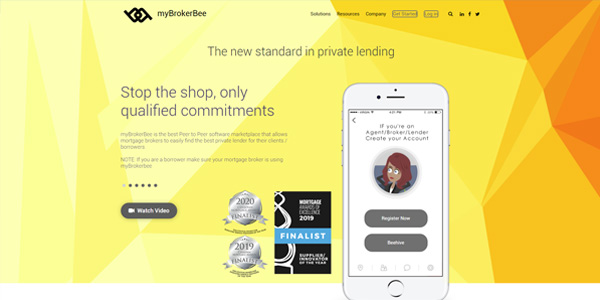 myBrokerBee
Solutions Resources Company Get Started Log in
The new standard in private lending
Stop the shop, only
qualified commitments
myBrokerBee is the best Peer to Peer software marketplace that allows
mortgage brokers to easily find the best private lender for their clients /
borrowers.
NOTE: If you are a borrower make sure your mortgage broker is using
myBrokerbee.
Watch Video
2020
FINALIST
2019
FINALIST
MORTGAGE
AWARDS OF
EXCELLENCE
2019
FINALIST
SUPPLIER/
INNOVATOR
OF THE YEAR
4:21 PM
If you're an
Agent/Broker/Lender
Create your Account
Register Now
Beehive